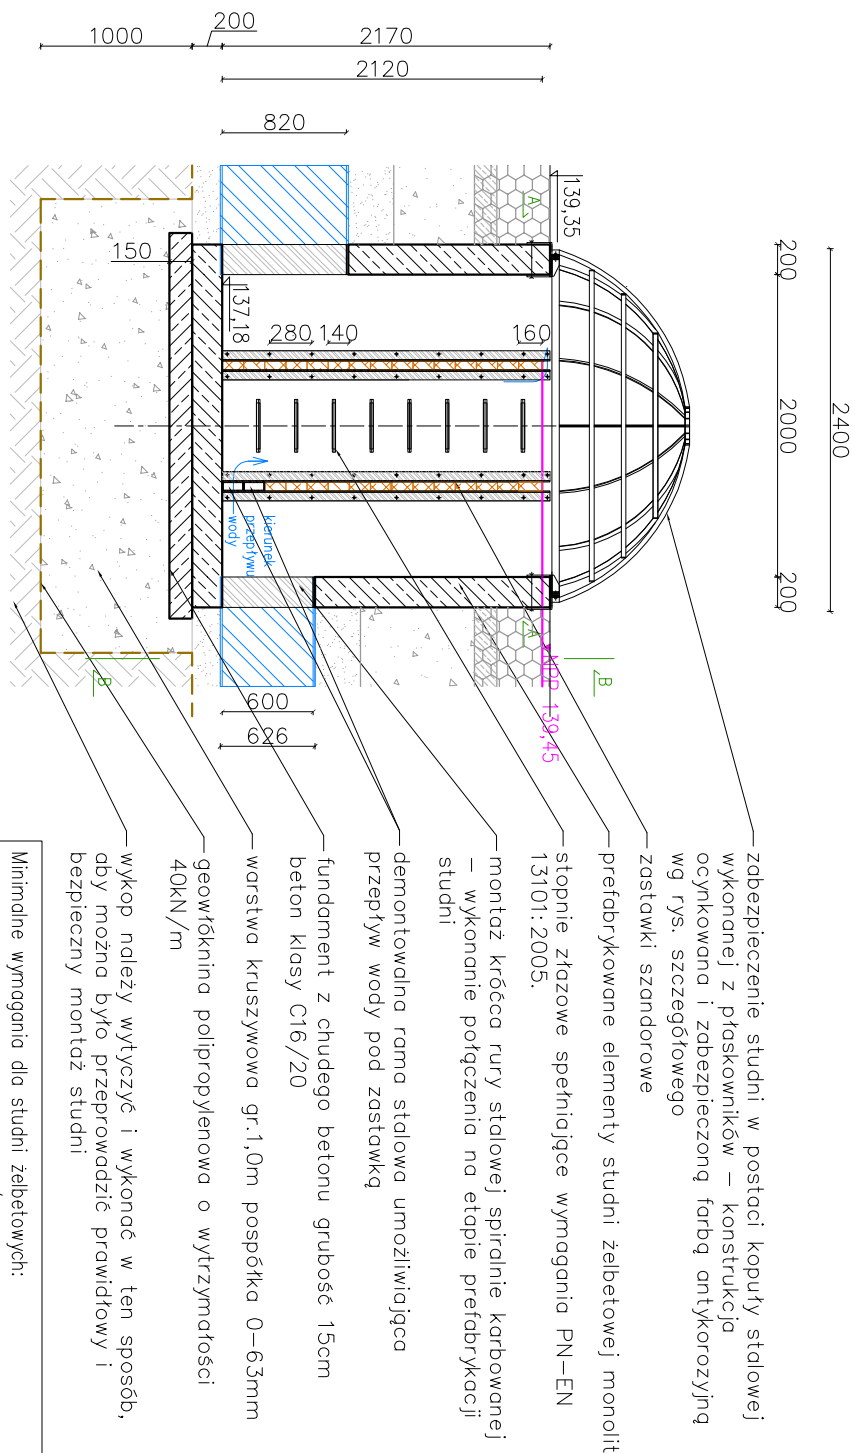 2400
200
2000
200
2170
2120
200
1000
820
139,35
A
160
140
280
137,18
150
kierunek
przepływu
wody
A
B
B
NPP 139,45
600
626
zabezpieczenie studni w postaci kopuły stalowej
wykonanej z płaskowników – konstrukcja
ocynkowana i zabezpieczoną farbą antykorozyjną
wg rys. szczegółowego
zastawki szandorowe
prefabrykowane elementy studni żelbetowej monolit
stopnie złazowe spełniające wymagania PN-EN
13101:2005.
montaż króćca rury stalowej spiralnie karbowanej
– wykonanie połączenia na etapie prefabrykacji
studni
demontowalna rama stalowa umożliwiająca
przepływ wody pod zastawką
fundament z chudego betonu grubość 15cm
beton klasy C16/20
warstwa kruszywowa gr.1,0m pospółka 0-63mm
geowłóknina polipropylenowa o wytrzymałości
40kN/m
wykop należy wytyczyć i wykonać w ten sposób,
aby można było przeprowadzić prawidłowy i
bezpieczny montaż studni
Minimalne wymagania dla studni żelbetowych: